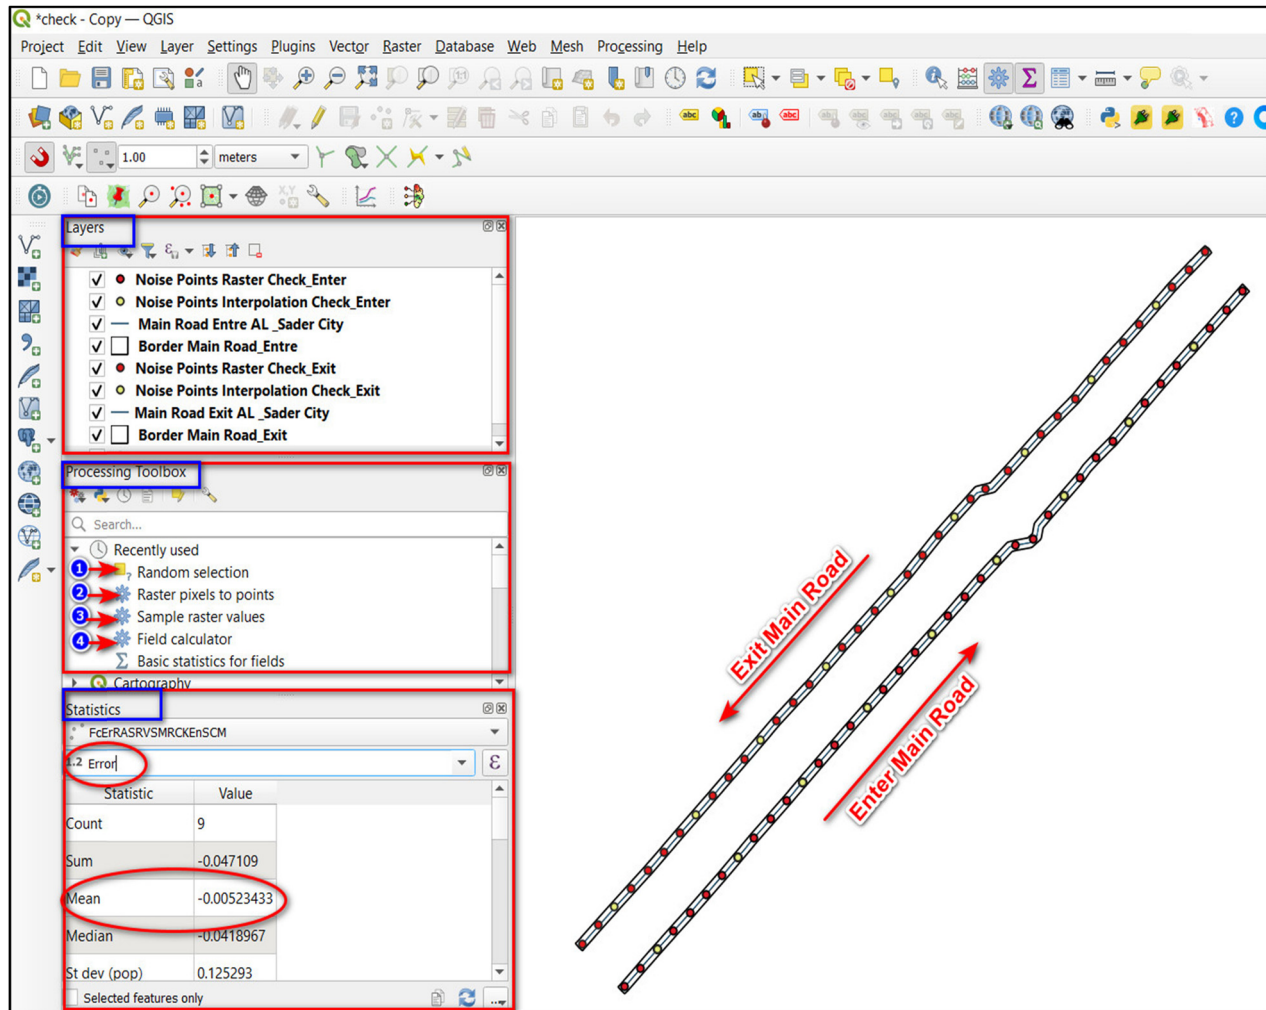 *check - Copy — QGIS
Project Edit View Layer Settings Plugins Vector Raster Database Web Mesh Processing Help
1.00 meters
Layers
Noise Points Raster Check_Enter
Noise Points Interpolation Check_Enter
Main Road Entre AL _Sader City
Border Main Road_Entre
Noise Points Raster Check_Exit
Noise Points Interpolation Check_Exit
Main Road Exit AL _Sader City
Border Main Road_Exit
Processing Toolbox
Search...
Recently used
1 Random selection
2 Raster pixels to points
3 Sample raster values
4 Field calculator
Basic statistics for fields
Cartography
Statistics
FcErRASRVSMRCKEnSCM
1.2 Error
Statistic Value
Count 9
Sum -0.047109
Mean -0.00523433
Median -0.0418967
St dev (pop) 0.125293
Selected features only
Exit Main Road
Enter Main Road